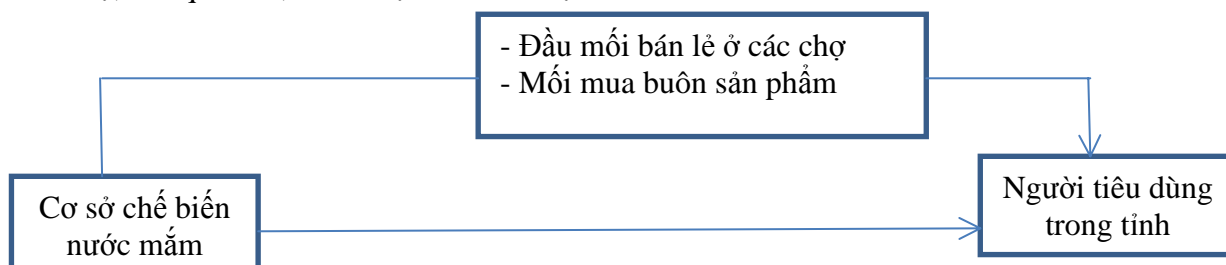 - Đầu mối bán lẻ ở các chợ
- Mối mua buôn sản phẩm
Cơ sở chế biến
nước mắm
Người tiêu dùng
trong tỉnh